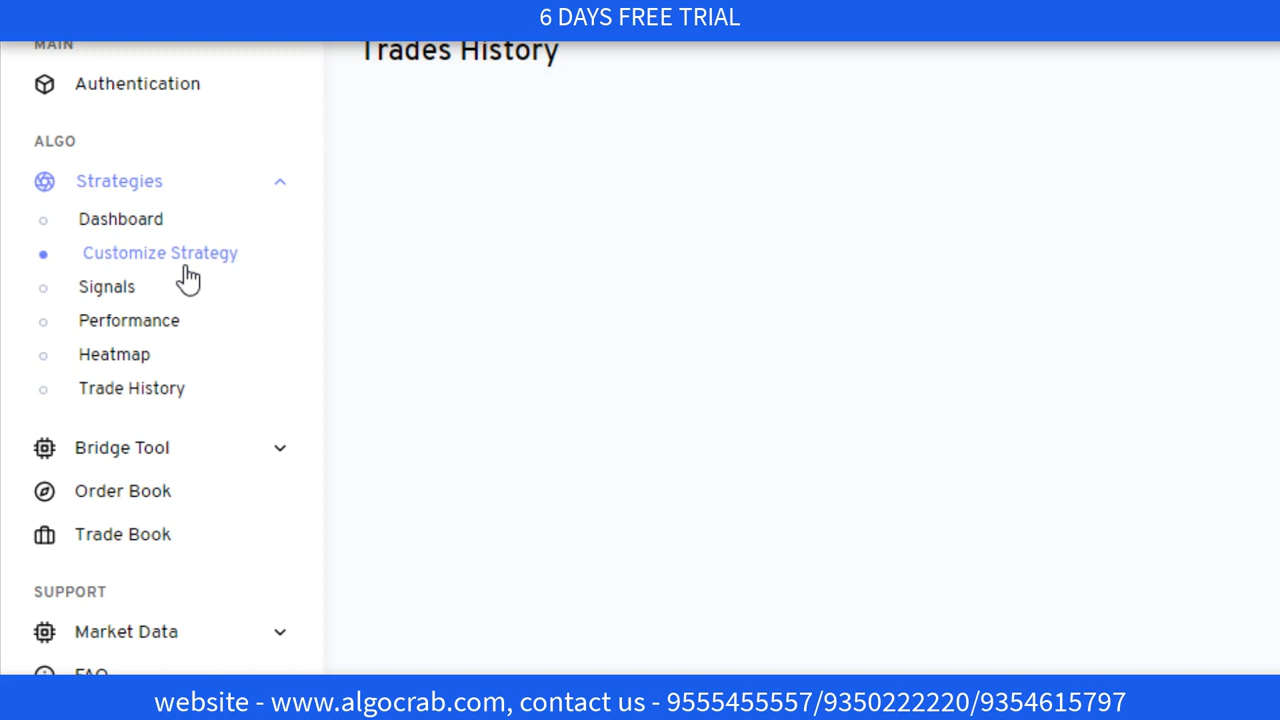 6 DAYS FREE TRIAL
MAIN
Trades History
Authentication
ALGO
Strategies
Dashboard
Customize Strategy
Signals
Performance
Heatmap
Trade History
Bridge Tool
Order Book
Trade Book
SUPPORT
Market Data
FAQ
website - www.algocrab.com, contact us - 9555455557/9350222220/9354615797